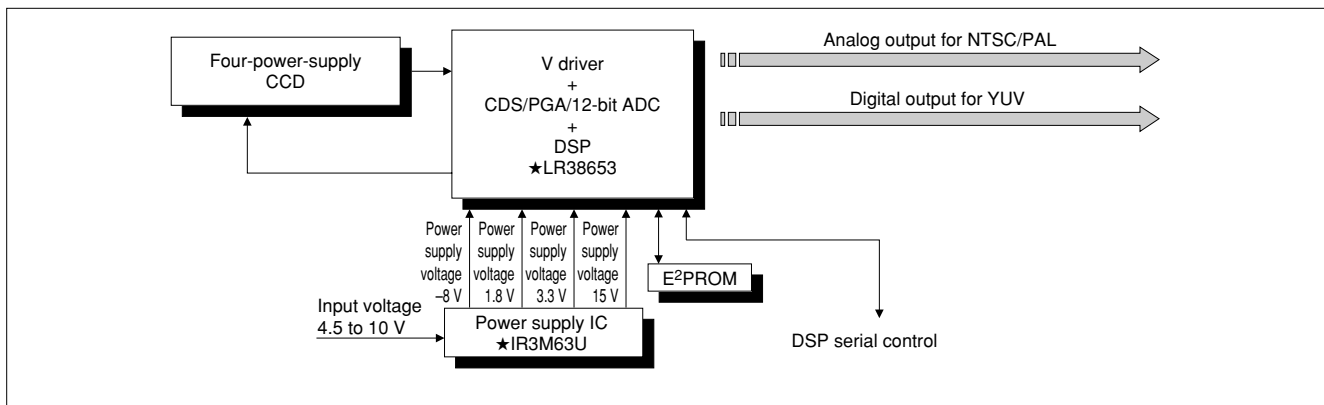 Four-power-supply
CCD
V driver
+
CDS/PGA/12-bit ADC
+
DSP
★LR38653
Analog output for NTSC/PAL
Digital output for YUV
Power
supply
voltage
–8 V
Power
supply
voltage
1.8 V
Power
supply
voltage
3.3 V
Power
supply
voltage
15 V
E²PROM
Input voltage
4.5 to 10 V
Power supply IC
★IR3M63U
DSP serial control